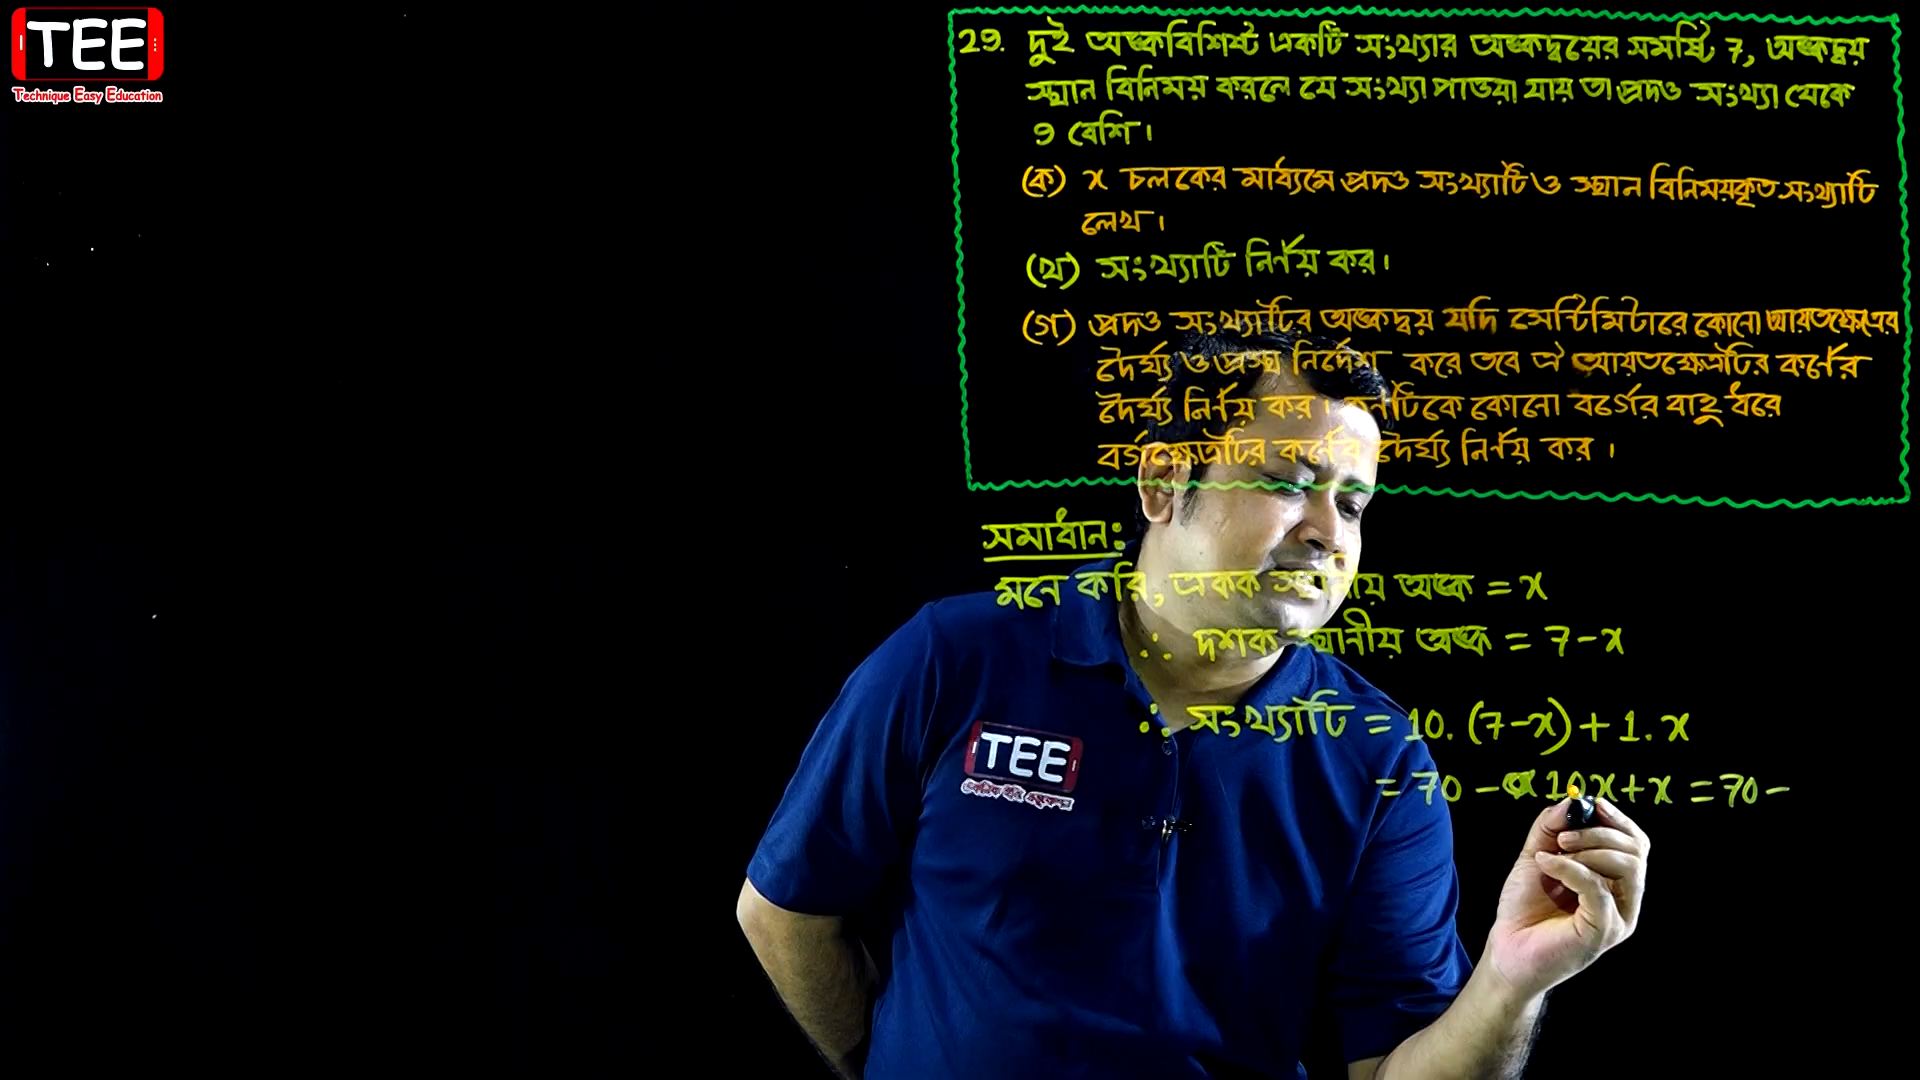 TEE
Technique Easy Education
29. দুই অঙ্কবিশিষ্ট একটি সংখ্যার অঙ্কদ্বয়ের সমষ্টি 7, অঙ্কদ্বয়
স্থান বিনিময় করলে যে সংখ্যা পাওয়া যায় তা প্রদত্ত সংখ্যা থেকে
9 বেশি।
(ক) x চলকের মাধ্যমে প্রদত্ত সংখ্যাটি ও স্থান বিনিময়কৃত সংখ্যাটি
লেখ।
(খ) সংখ্যাটি নির্ণয় কর।
(গ) প্রদত্ত সংখ্যাটির অঙ্কদ্বয় যদি সেন্টিমিটারে কোনো আয়তক্ষেত্রের
দৈর্ঘ্য ও প্রস্থ নির্দেশ করে তবে ঐ আয়তক্ষেত্রটির কর্ণের
দৈর্ঘ্য নির্ণয় কর। কর্ণটিকে কোনো বর্গের বাহু ধরে
বর্গক্ষেত্রটির কর্ণের দৈর্ঘ্য নির্ণয় কর।
সমাধান:
মনে করি, একক স্থানীয় অঙ্ক = x
∴ দশক স্থানীয় অঙ্ক = 7-x
∴ সংখ্যাটি = 10. (7-x) + 1. x
= 70 - 10x + x = 70 -
TEE